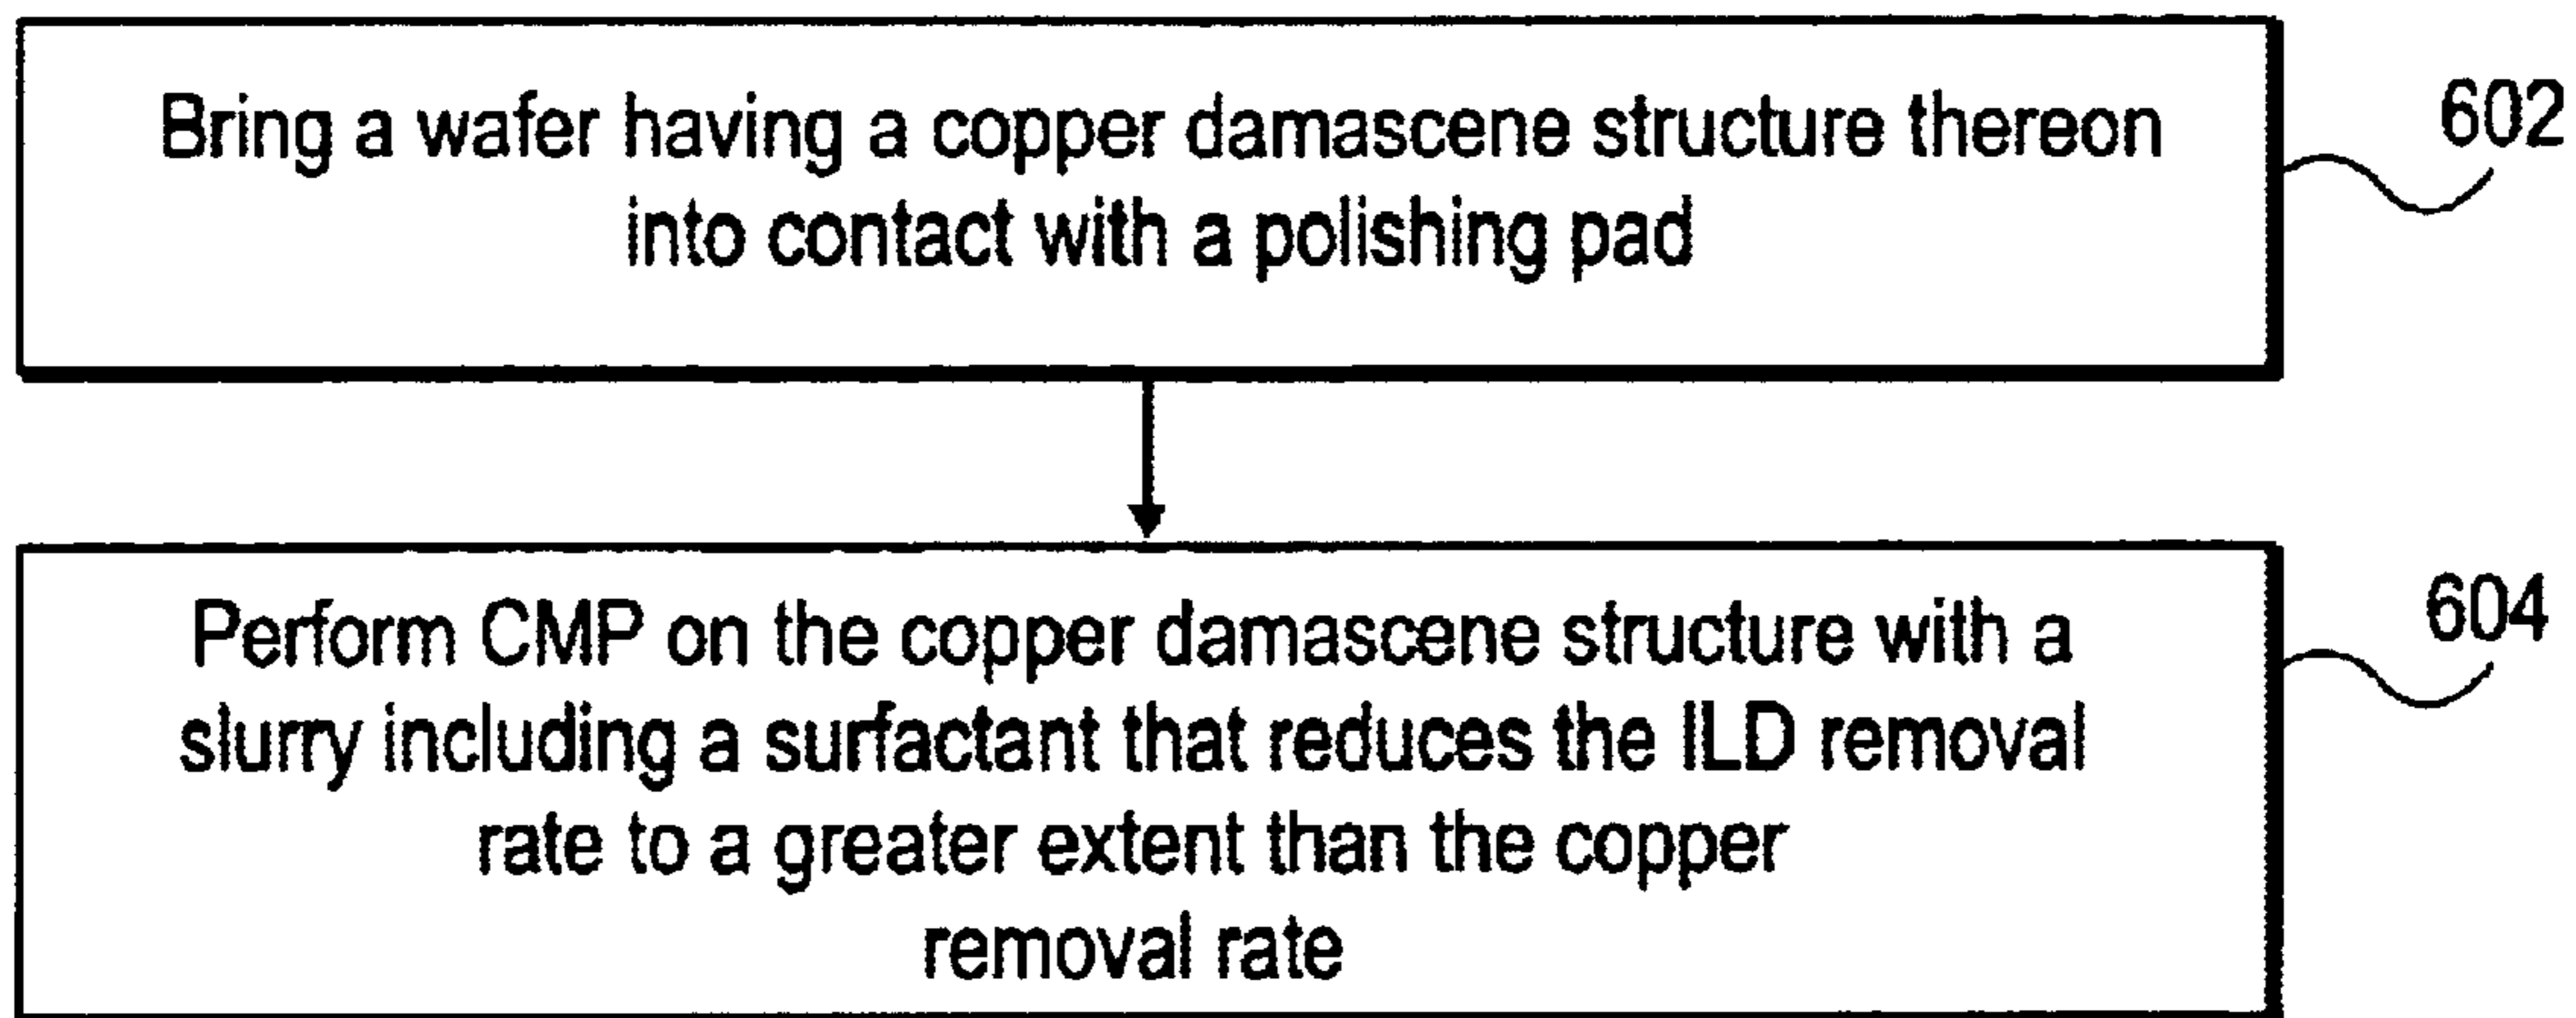 Bring a wafer having a copper damascene structure thereon
into contact with a polishing pad
602
Perform CMP on the copper damascene structure with a
slurry including a surfactant that reduces the ILD removal
rate to a greater extent than the copper
removal rate
604